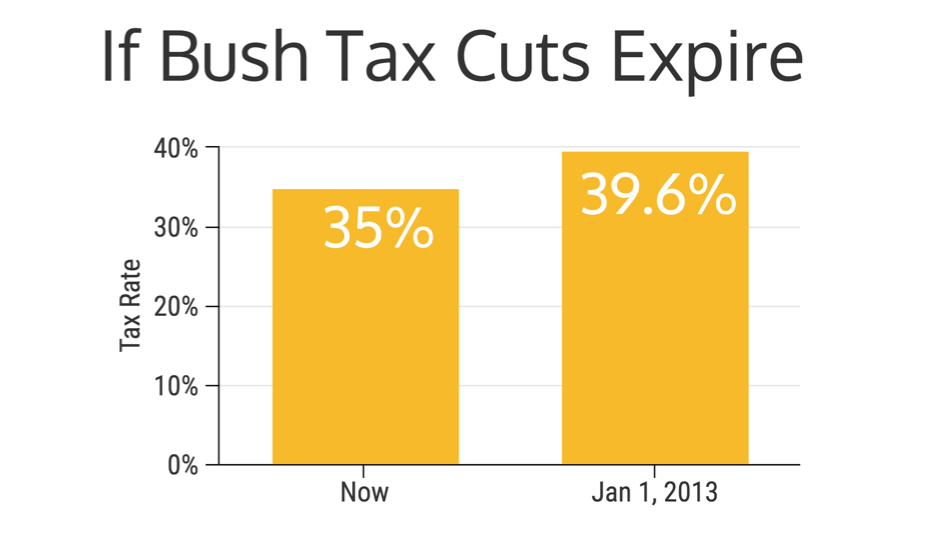 If Bush Tax Cuts Expire
40%
30%
20%
10%
0%
Tax Rate
35%
39.6%
Now
Jan 1, 2013